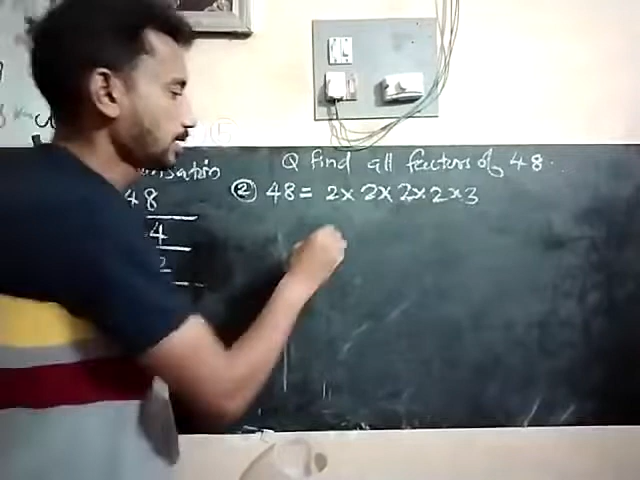 Q find all factors of 48.
② 48 = 2 × 2 × 2 × 2 × 3
48
4
2